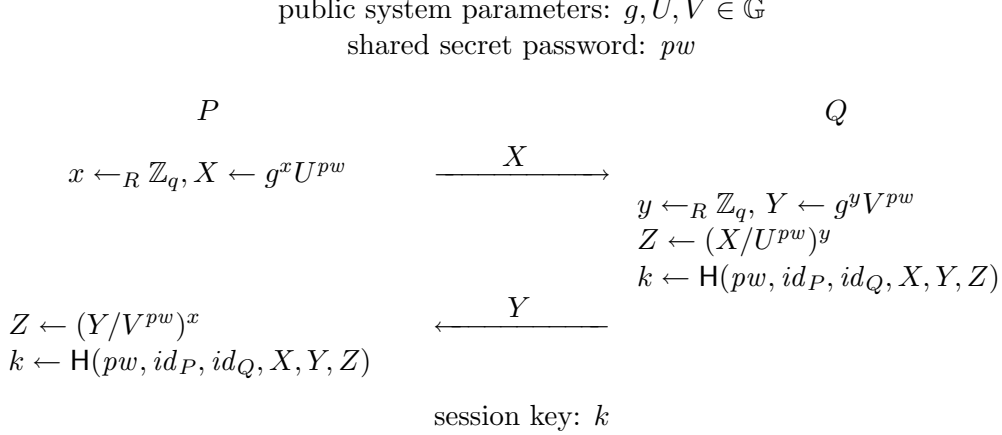 public system parameters: g, U, V ∈ 𝔾
shared secret password: pw
P Q
x ←_R ℤ_q, X ← g^x U^pw
X
y ←_R ℤ_q, Y ← g^y V^pw
Z ← (X/U^pw)^y
k ← H(pw, id_P, id_Q, X, Y, Z)
Y
Z ← (Y/V^pw)^x
k ← H(pw, id_P, id_Q, X, Y, Z)
session key: k